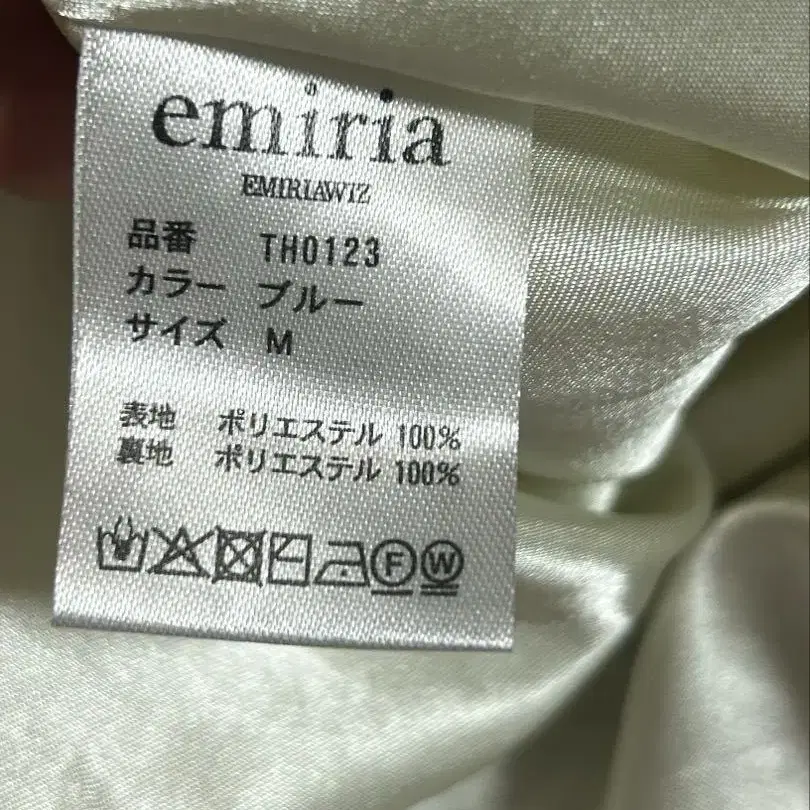 emiria
EMIRIAWIZ
品番 TH0123
カラー ブルー
サイズ M
表地 ポリエステル 100%
裏地 ポリエステル 100%
F W